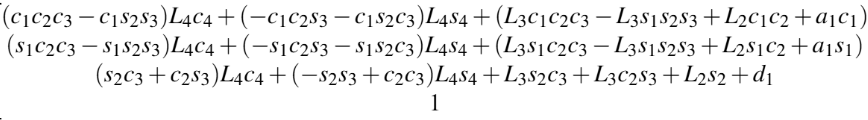 (c₁c₂c₃ − c₁s₂s₃)L₄c₄ + (−c₁c₂s₃ − c₁s₂c₃)L₄s₄ + (L₃c₁c₂c₃ − L₃s₁s₂s₃ + L₂c₁c₂ + a₁c₁)
(s₁c₂c₃ − s₁s₂s₃)L₄c₄ + (−s₁c₂s₃ − s₁s₂c₃)L₄s₄ + (L₃s₁c₂c₃ − L₃s₁s₂s₃ + L₂s₁c₂ + a₁s₁)
(s₂c₃ + c₂s₃)L₄c₄ + (−s₂s₃ + c₂c₃)L₄s₄ + L₃s₂c₃ + L₃c₂s₃ + L₂s₂ + d₁
1